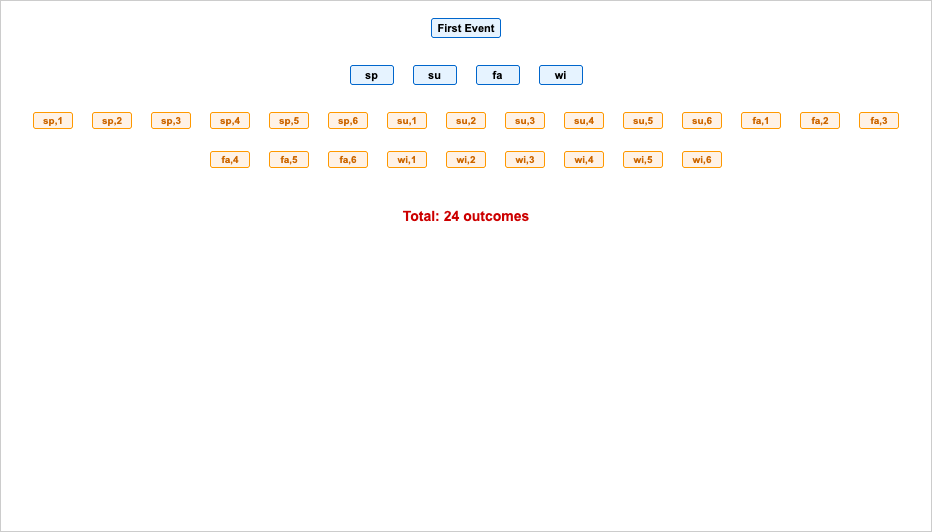 First Event
sp su fa wi
sp,1 sp,2 sp,3 sp,4 sp,5 sp,6 su,1 su,2 su,3 su,4 su,5 su,6 fa,1 fa,2 fa,3
fa,4 fa,5 fa,6 wi,1 wi,2 wi,3 wi,4 wi,5 wi,6
Total: 24 outcomes